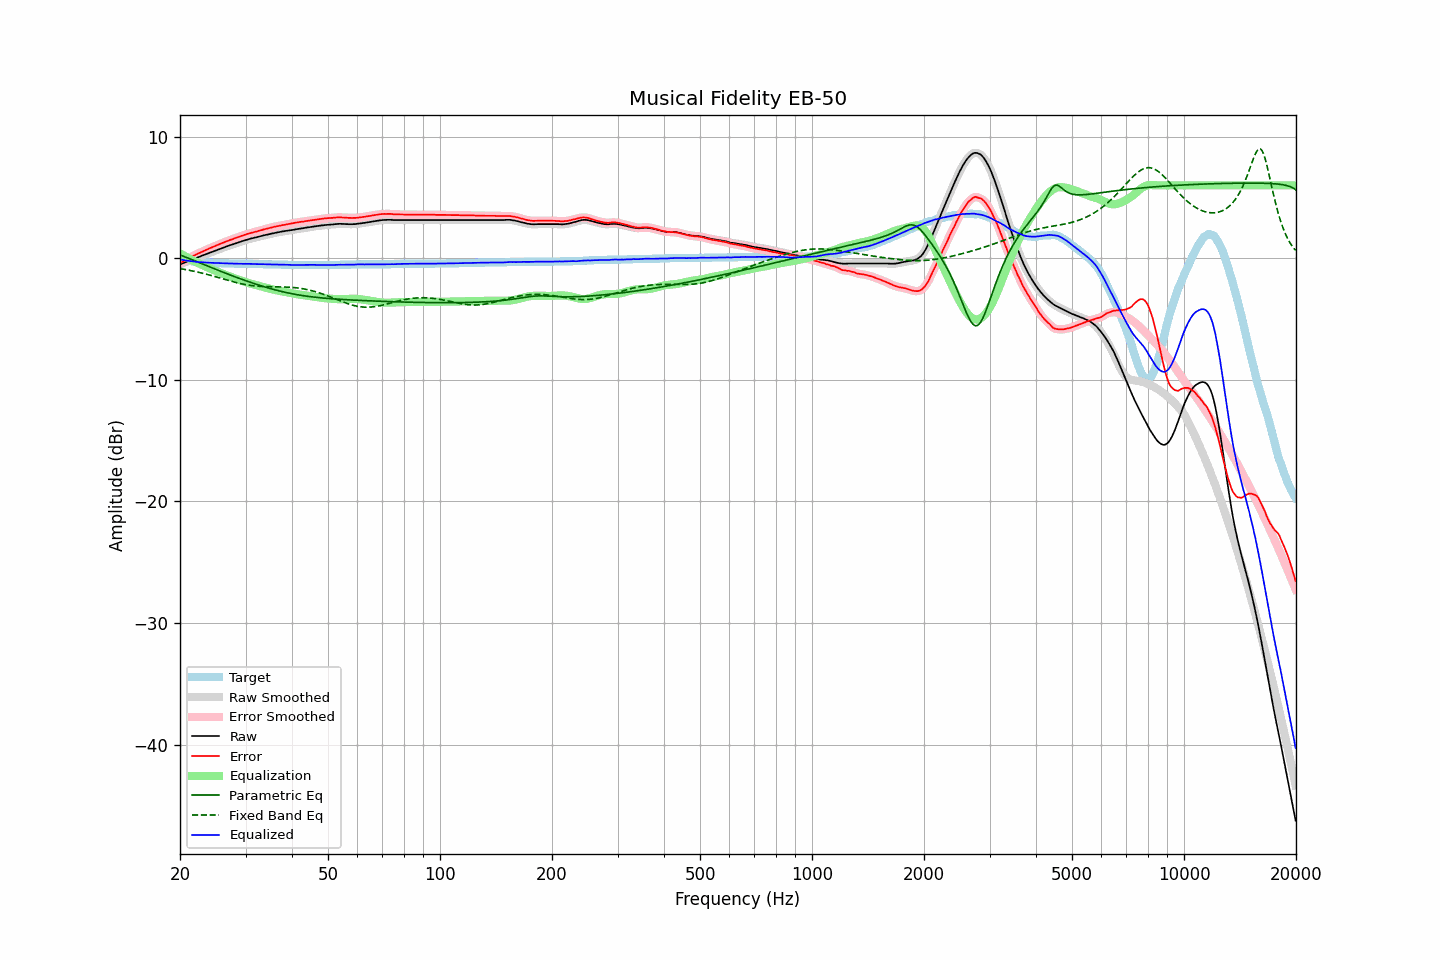 Musical Fidelity EB-50
Amplitude (dBr)
10
0
−10
−20
−30
−40
Target
Raw Smoothed
Error Smoothed
Raw
Error
Equalization
Parametric Eq
Fixed Band Eq
Equalized
20 50 100 200 500 1000 2000 5000 10000 20000
Frequency (Hz)